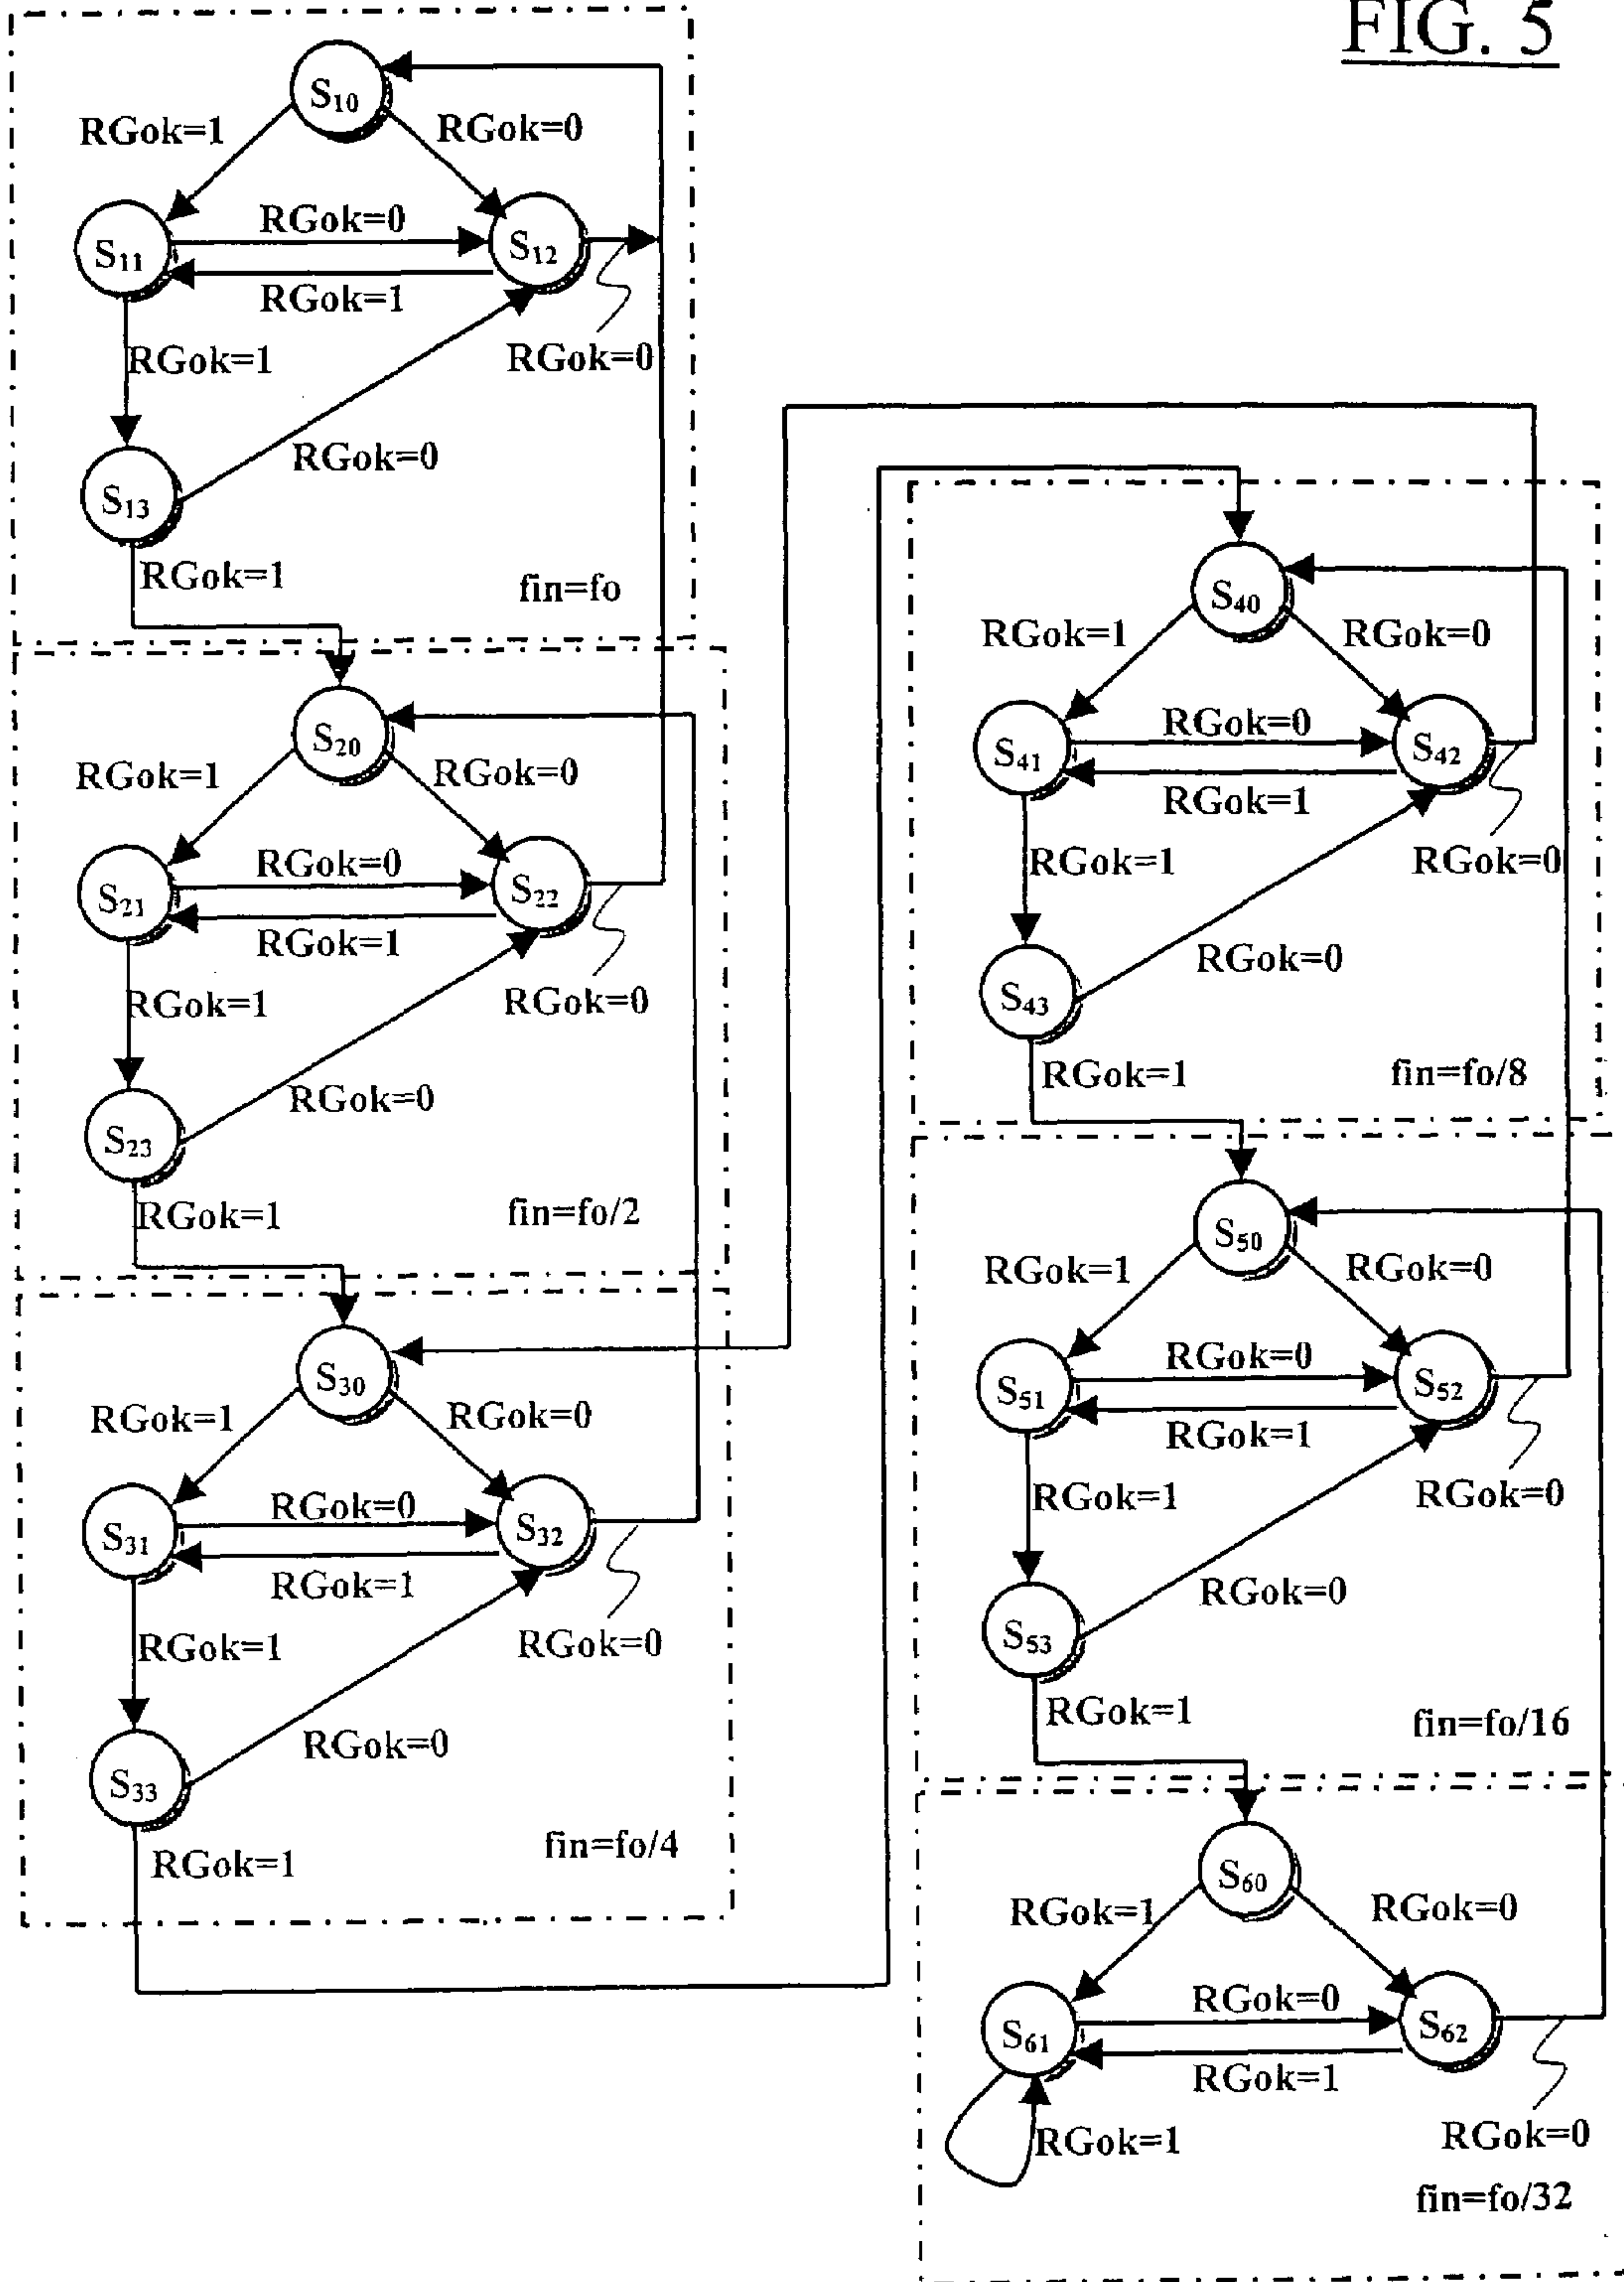 FIG. 5
S10
RGok=1
RGok=0
S11
RGok=0
S12
RGok=1
RGok=1
RGok=0
RGok=0
S13
RGok=1
fin=fo
S20
RGok=1
RGok=0
S21
RGok=0
S22
RGok=1
RGok=1
RGok=0
RGok=0
S23
RGok=1
fin=fo/2
S30
RGok=1
RGok=0
S31
RGok=0
S32
RGok=1
RGok=1
RGok=0
RGok=0
S33
RGok=1
fin=fo/4
S40
RGok=1
RGok=0
S41
RGok=0
S42
RGok=1
RGok=1
RGok=0
RGok=0
S43
RGok=1
fin=fo/8
S50
RGok=1
RGok=0
S51
RGok=0
S52
RGok=1
RGok=1
RGok=0
RGok=0
S53
RGok=1
fin=fo/16
S60
RGok=1
RGok=0
S61
RGok=0
S62
RGok=1
RGok=1
RGok=0
fin=fo/32